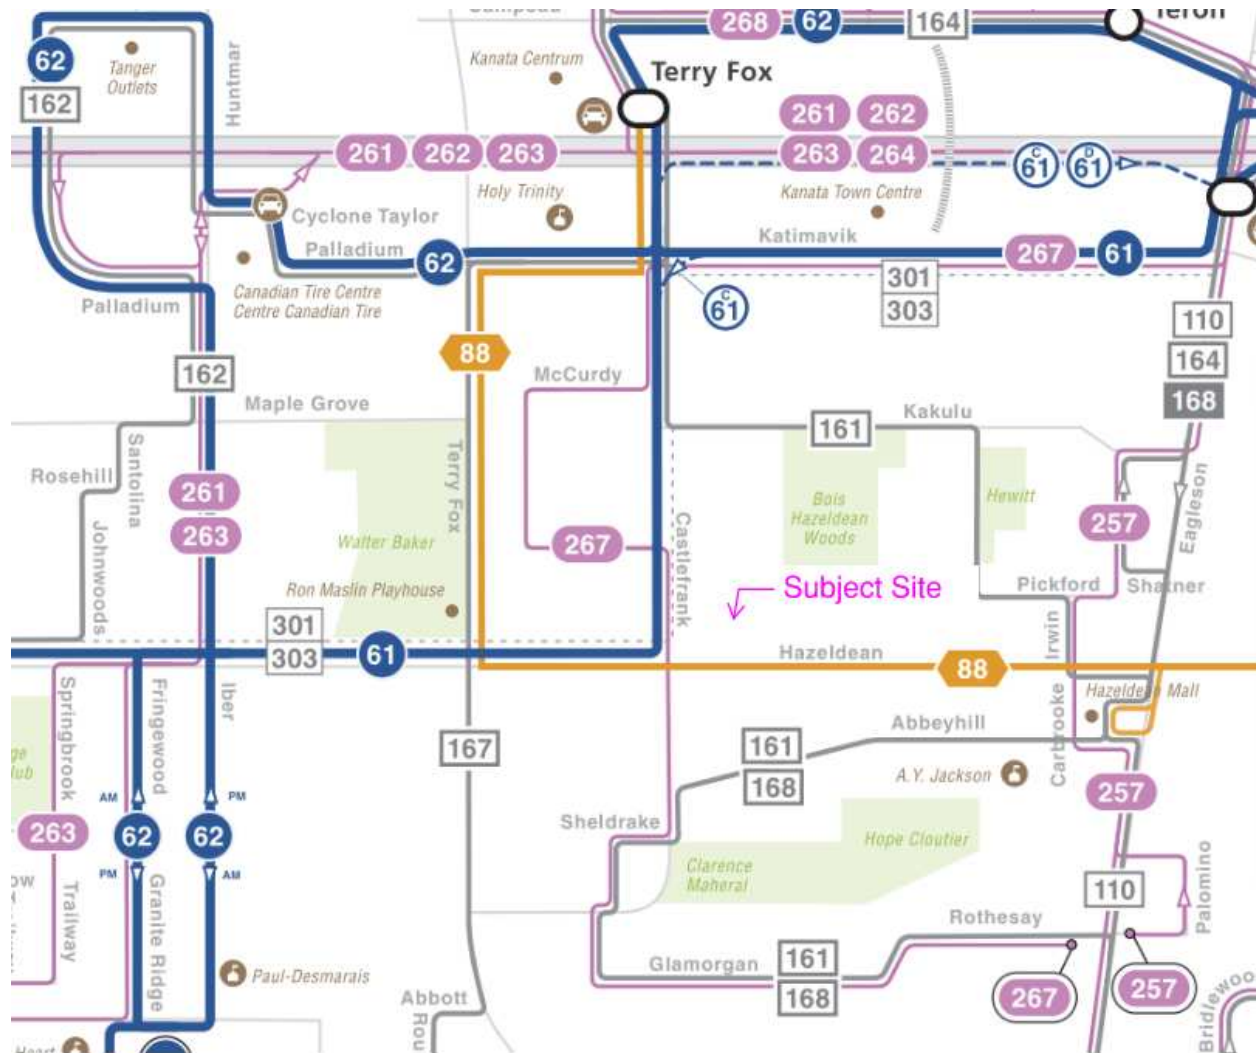 268
62
164
Teron
62
162
Tanger
Outlets
Huntmar
Kanata Centrum
Terry Fox
261
262
263
261
262
263
264
C
61
D
61
Holy Trinity
Kanata Town Centre
Cyclone Taylor
Palladium
62
Katimavik
267
61
Canadian Tire Centre
Centre Canadian Tire
301
303
C
61
Palladium
110
164
168
88
162
McCurdy
Maple Grove
Kakulu
161
Santolina
Rosehill
Terry Fox
261
263
Johnwoods
Walter Baker
267
Castlefrank
Bois
Hazeldean
Woods
Hewitt
257
Eagleson
Ron Maslin Playhouse
Subject Site
Pickford
Shatner
301
303
61
Irwin
Hazeldean
88
Springbrook
Fringewood
Iber
167
Abbeyhill
Hazeldean Mall
161
168
A.Y. Jackson
Carbrooke
257
AM
PM
263
62
62
PM
AM
Sheldrake
Hope Cloutier
Clarence
Maheral
Trailway
Granite Ridge
110
Palomino
Rothesay
161
168
Glamorgan
Paul-Desmarais
267
257
Abbott
Bridlewoo